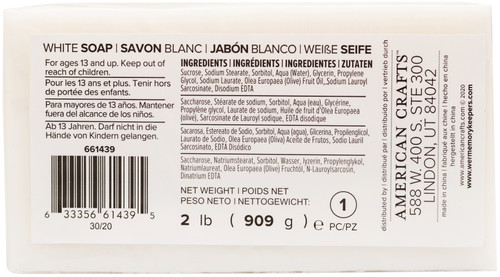 WHITE SOAP | SAVON BLANC | JABÓN BLANCO | WEIßE SEIFE
For ages 13 and up. Keep out of
reach of children.
Pour les 13 ans et plus. Tenir hors
de portée des enfants.
Para mayores de 13 años. Mantener
fuera del alcance de los niños.
Ab 13 Jahren. Darf nicht in die
Hände von Kindern gelangen.
661439
6 33356 61439 5
30/20
INGREDIENTS | INGRÉDIENTS | INGREDIENTES | ZUTATEN
Sucrose, Sodium Stearate, Sorbitol, Aqua (Water), Glycerin, Propylene
Glycol, Sodium Laurate, Olea Europaea (Olive) Fruit Oil, Sodium Lauroyl
Sarcosinate, Disodium EDTA
Saccharose, Stéarate de sodium, Sorbitol, Aqua (eau), Glycérine,
Propylène glycol, Laurate de sodium, Huile de fruit d'Olea europaea
(olive), Sarcosinate de Lauroyl sodique, EDTA disodique
Sacarosa, Estereato de Sodio, Sorbitol, Aqua (agua), Glicerina, Propilenglicol,
Laurato de Sodio, Olea Europaea (Oliva) Aceite de Frutas, Sodio Lauril
Sarcosinato, EDTA Disódico
Saccharose, Natriumstearat, Sorbitol, Wasser, Iyzerin, Propylenglykol,
Natriumlaureat, Olea Europaea (Olive) Fruchtöl, N-Lauroylsarcosin,
Dinatrium EDTA
NET WEIGHT | POIDS NET
PESO NETO | NETTOGEWICHT:
2 lb (909 g) e
1
PC/PZ
distributed by | distribué par | distribuido por | vertrieb durch
AMERICAN CRAFTS™
588 W. 400 S. STE 300
LINDON, UT 84042
made in china | fabriqué aux chine | hecho en china
hergestellt in china
americancrafts.com ©2020
www.wermemorykeepers.com